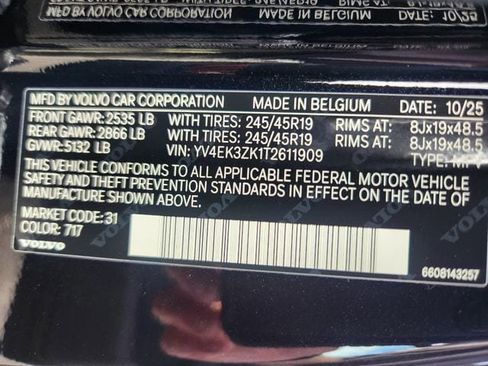 MFD BY VOLVO CAR CORPORATION MADE IN BELGIUM DATE: 10/25
FRONT GAWR: 2535 LB WITH TIRES: 245/45R19 RIMS AT: 8Jx19x48.5
REAR GAWR: 2866 LB WITH TIRES: 245/45R19 RIMS AT: 8Jx19x48.5
GVWR: 5132 LB VIN: YV4EK3ZK1T2611909 TYPE: MPV
THIS VEHICLE CONFORMS TO ALL APPLICABLE FEDERAL MOTOR VEHICLE
SAFETY AND THEFT PREVENTION STANDARDS IN EFFECT ON THE DATE OF
MANUFACTURE SHOWN ABOVE.
MARKET CODE: 31
COLOR: 717
VOLVO
6608143257